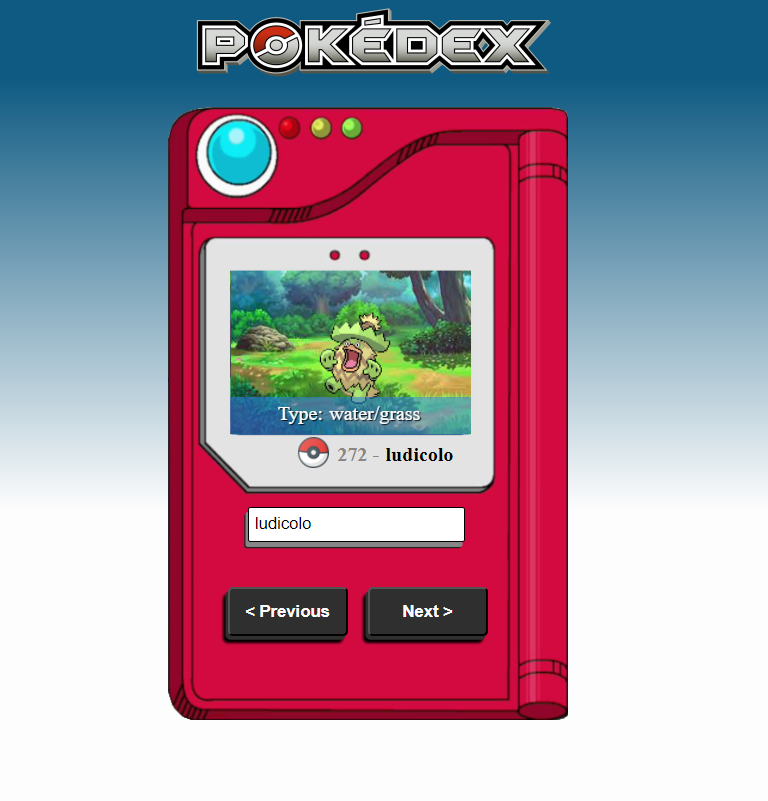 POKÉDEX
Type: water/grass
272 - ludicolo
ludicolo
< Previous
Next >